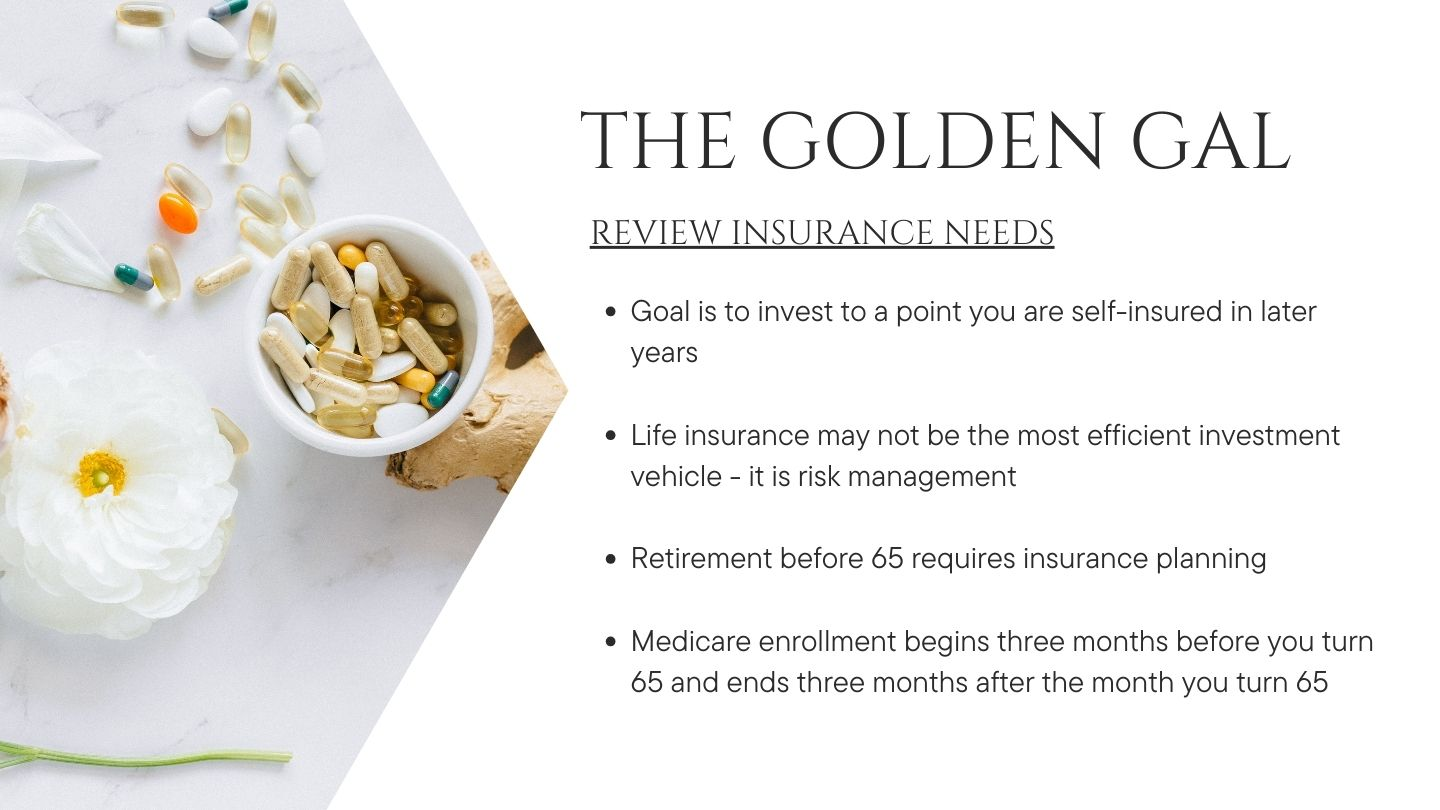 THE GOLDEN GAL
REVIEW INSURANCE NEEDS
• Goal is to invest to a point you are self-insured in later
years
• Life insurance may not be the most efficient investment
vehicle - it is risk management
• Retirement before 65 requires insurance planning
• Medicare enrollment begins three months before you turn
65 and ends three months after the month you turn 65